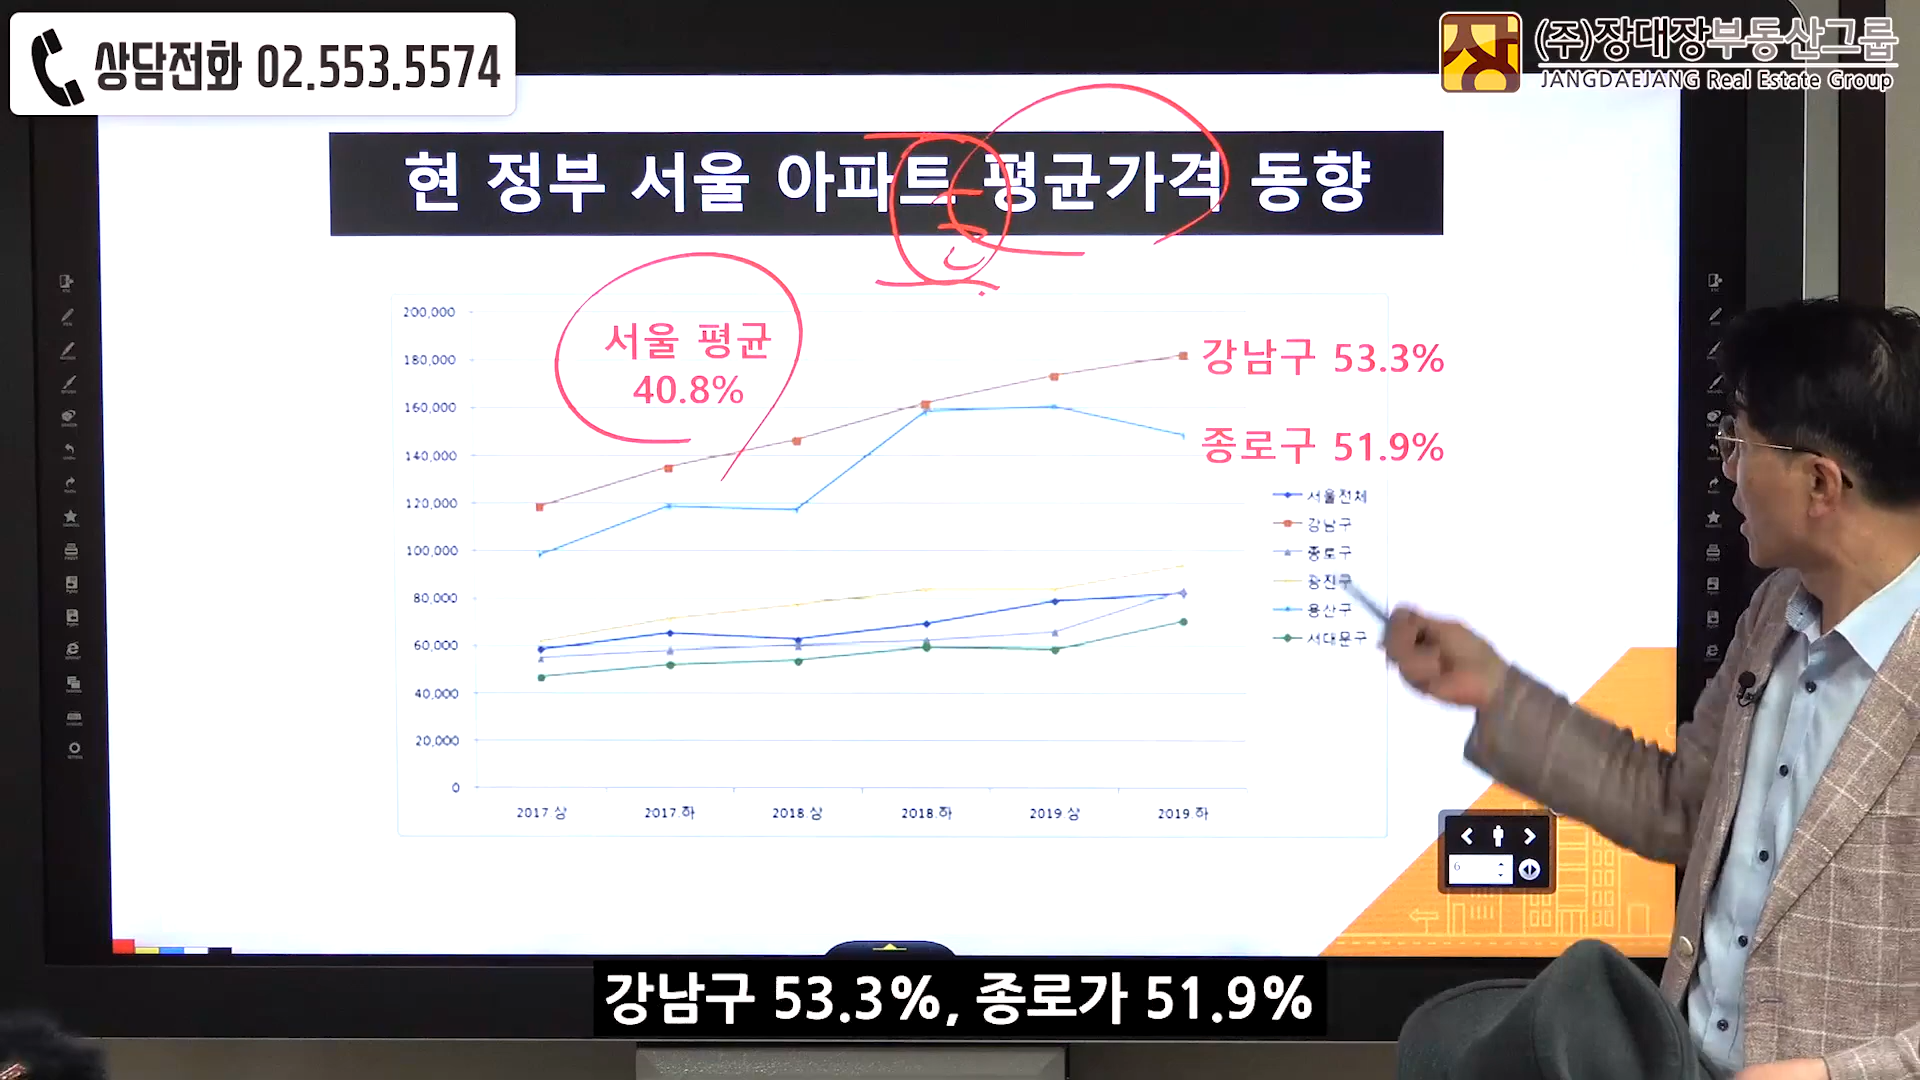 상담전화 02.553.5574
(주)장대장부동산그룹
JANGDAEJANG Real Estate Group
현 정부 서울 아파트 평균가격 동향
서울 평균
40.8%
강남구 53.3%
종로구 51.9%
200,000
180,000
160,000
140,000
120,000
100,000
80,000
60,000
40,000
20,000
0
2017 상
2017.하
2018.상
2018.하
2019 상
2019.하
서울전체
강남구
종로구
광진구
용산구
서대문구
6
강남구 53.3%, 종로가 51.9%